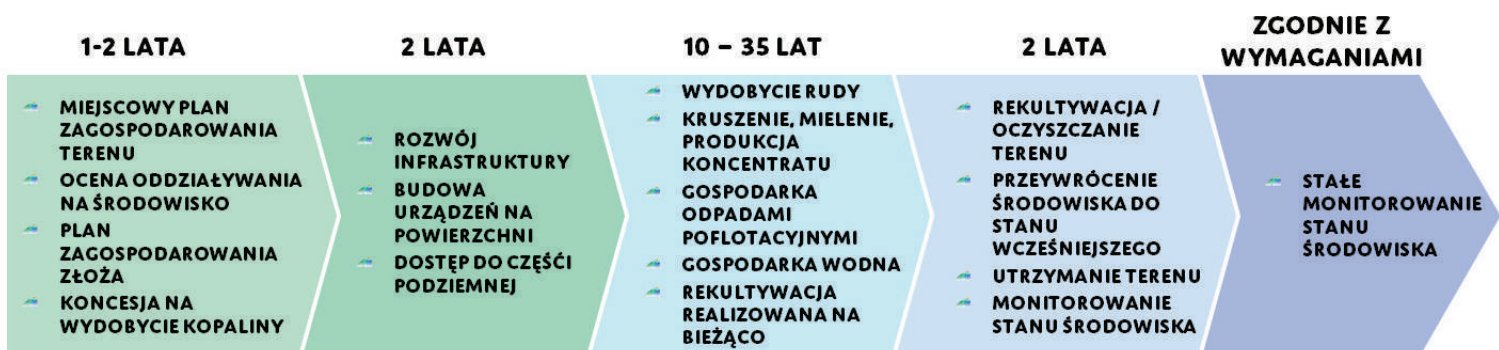 1-2 LATA
MIEJSCOWY PLAN
ZAGOSPODAROWANIA
TERENU
OCENA ODDZIAŁYWANIA
NA ŚRODOWISKO
PLAN
ZAGOSPODAROWANIA
ZŁOŻA
KONCESJA NA
WYDOBYCIE KOPALINY
2 LATA
ROZWÓJ
INFRASTRUKTURY
BUDOWA
URZĄDZEŃ NA
POWIERZCHNI
DOSTĘP DO CZĘŚĆI
PODZIEMNEJ
10 – 35 LAT
WYDOBYCIE RUDY
KRUSZENIE, MIELENIE,
PRODUKCJA
KONCENTRATU
GOSPODARKA
ODPADAMI
POFLOTACYJNYMI
GOSPODARKA WODNA
REKULTYWACJA
REALIZOWANA NA
BIEŻĄCO
2 LATA
REKULTYWACJA /
OCZYSZCZANIE
TERENU
PRZEYWRÓCENIE
ŚRODOWISKA DO
STANU
WCZEŚNIEJSZEGO
UTRZYMANIE TERENU
MONITOROWANIE
STANU ŚRODOWISKA
ZGODNIE Z
WYMAGANIAMI
STAŁE
MONITOROWANIE
STANU
ŚRODOWISKA